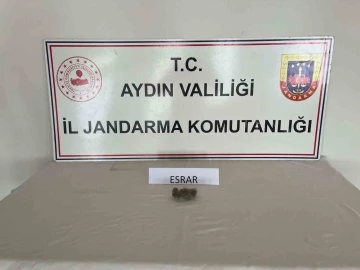 T.C.
AYDIN VALİLİĞİ
İL JANDARMA KOMUTANLIĞI
ESRAR